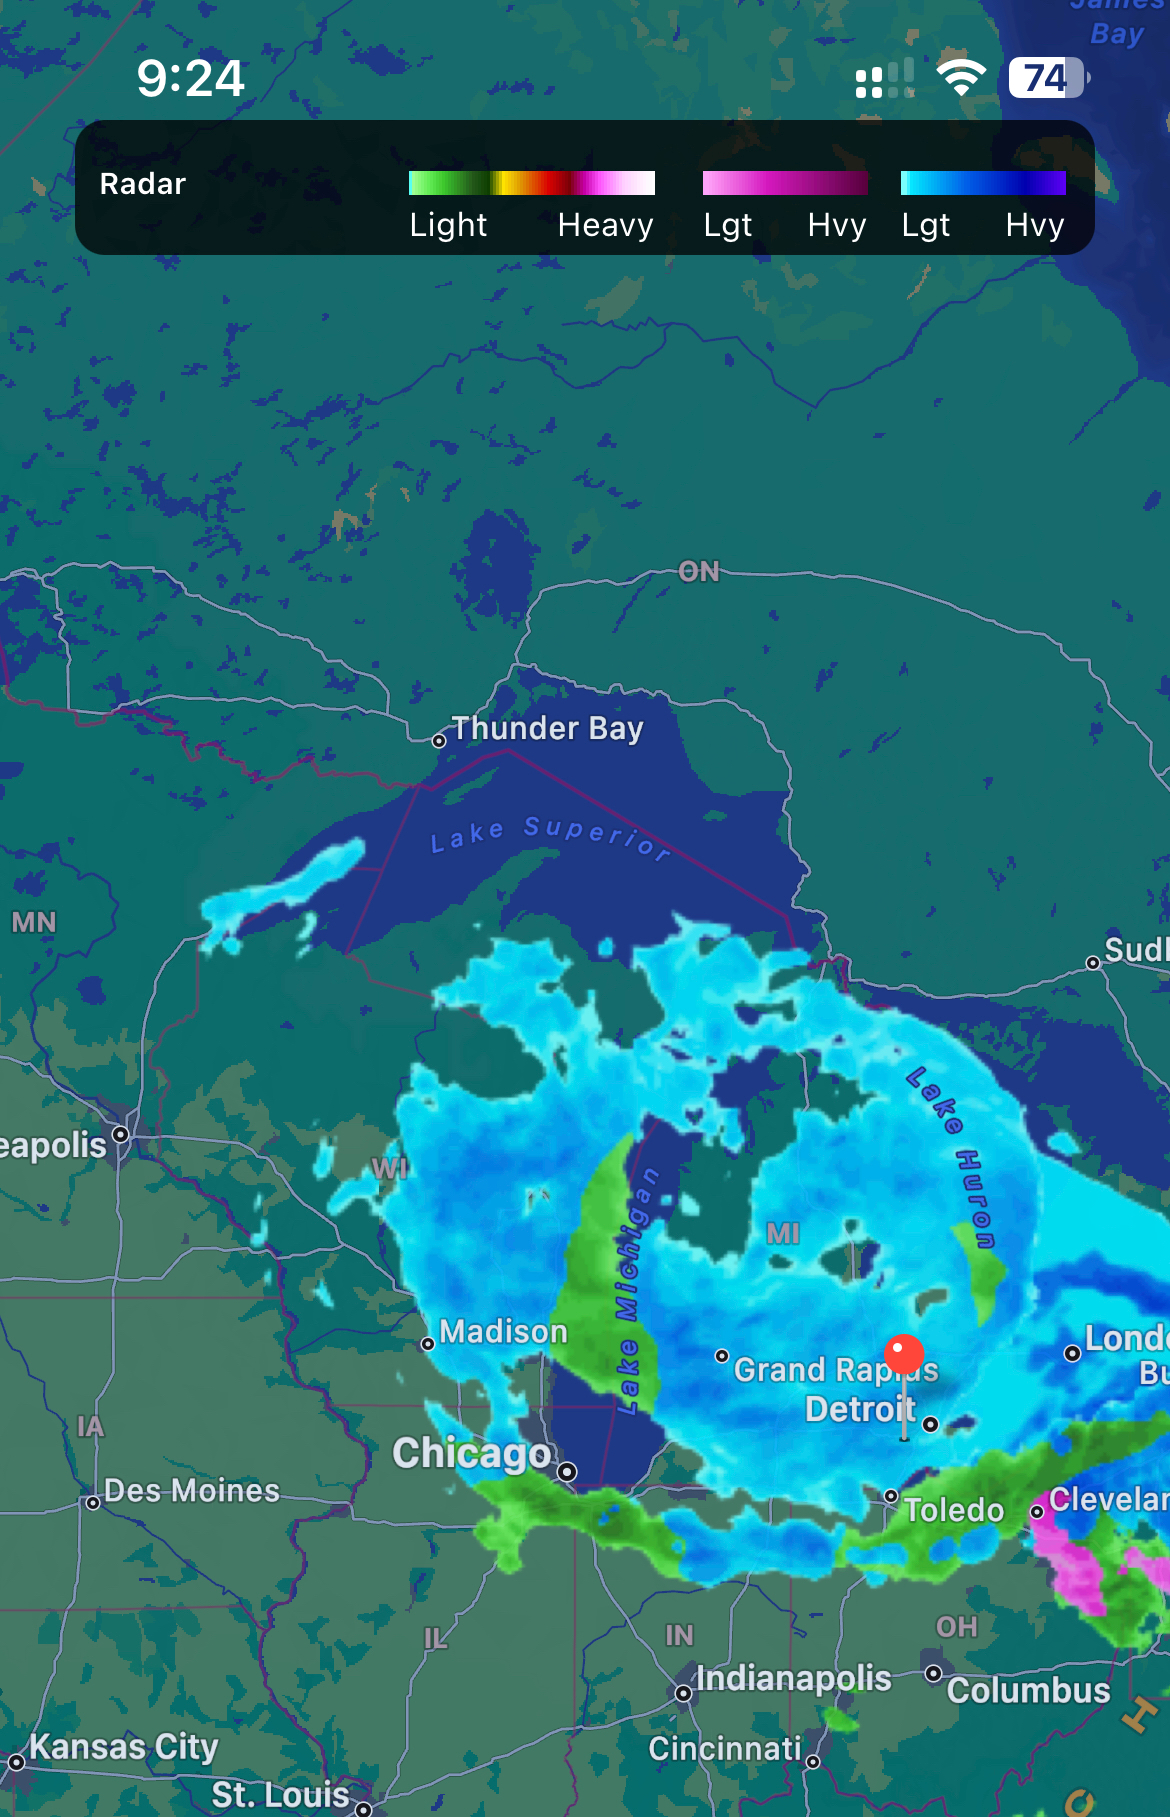 James
Bay
9:24
74
Radar
Light Heavy Lgt Hvy Lgt Hvy
ON
Thunder Bay
Lake Superior
MN
Sudl
Lake Huron
eapolis
WI
Lake Michigan
MI
Madison
Londo
Grand Rapids
Bu
Detroit
IA
Chicago
Des Moines
Toledo
Clevelan
IL
IN
OH
Indianapolis
Columbus
H
Kansas City
Cincinnati
St. Louis
C